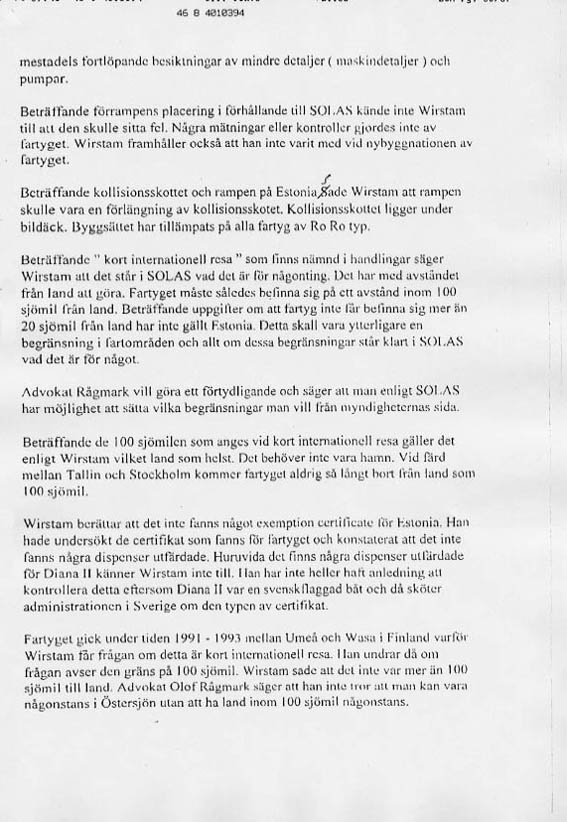 46 8 4010394
mestadels fortlöpande besiktningar av mindre detaljer ( maskindetaljer ) och
pumpar.
Beträffande förrampens placering i förhållande till SOLAS kände inte Wirstam
till att den skulle sitta fel. Några mätningar eller kontroller gjordes inte av
fartyget. Wirstam framhåller också att han inte varit med vid nybyggnationen av
fartyget.
Beträffande kollisionsskottet och rampen på Estonia, Sade Wirstam att rampen
skulle vara en förlängning av kollisionsskotet. Kollisionsskottet ligger under
bildäck. Byggsättet har tillämpats på alla fartyg av Ro Ro typ.
Beträffande " kort internationell resa " som finns nämnd i handlingar säger
Wirstam att det står i SOLAS vad det är för någonting. Det har med avståndet
från land att göra. Fartyget måste således befinna sig på ett avstånd inom 100
sjömil från land. Beträffande uppgifter om att fartyg inte får befinna sig mer än
20 sjömil från land har inte gällt Estonia. Detta skall vara ytterligare en
begränsning i fartområden och allt om dessa begränsningar står klart i SOLAS
vad det är för något.
Advokat Rågmark vill göra ett förtydligande och säger att man enligt SOLAS
har möjlighet att sätta vilka begränsningar man vill från myndigheternas sida.
Beträffande de 100 sjömilen som anges vid kort internationell resa gäller det
enligt Wirstam vilket land som helst. Det behöver inte vara hamn. Vid färd
mellan Tallin och Stockholm kommer fartyget aldrig så långt bort från land som
100 sjömil.
Wirstam berättar att det inte fanns något exemption certificate för Estonia. Han
hade undersökt de certifikat som fanns för fartyget och konstaterat att det inte
fanns några dispenser utfärdade. Huruvida det finns några dispenser utfärdade
för Diana II känner Wirstam inte till. Han har inte heller haft anledning att
kontrollera detta eftersom Diana II var en svenskflaggad båt och då sköter
administrationen i Sverige om den typen av certifikat.
Fartyget gick under tiden 1991 - 1993 mellan Umeå och Wasa i Finland varför
Wirstam får frågan om detta är kort internationell resa. Han undrar då om
frågan avser den gräns på 100 sjömil. Wirstam sade att det inte var mer än 100
sjömil till land. Advokat Olof Rågmark säger att han inte tror att man kan vara
någonstans i Östersjön utan att ha land inom 100 sjömil någonstans.